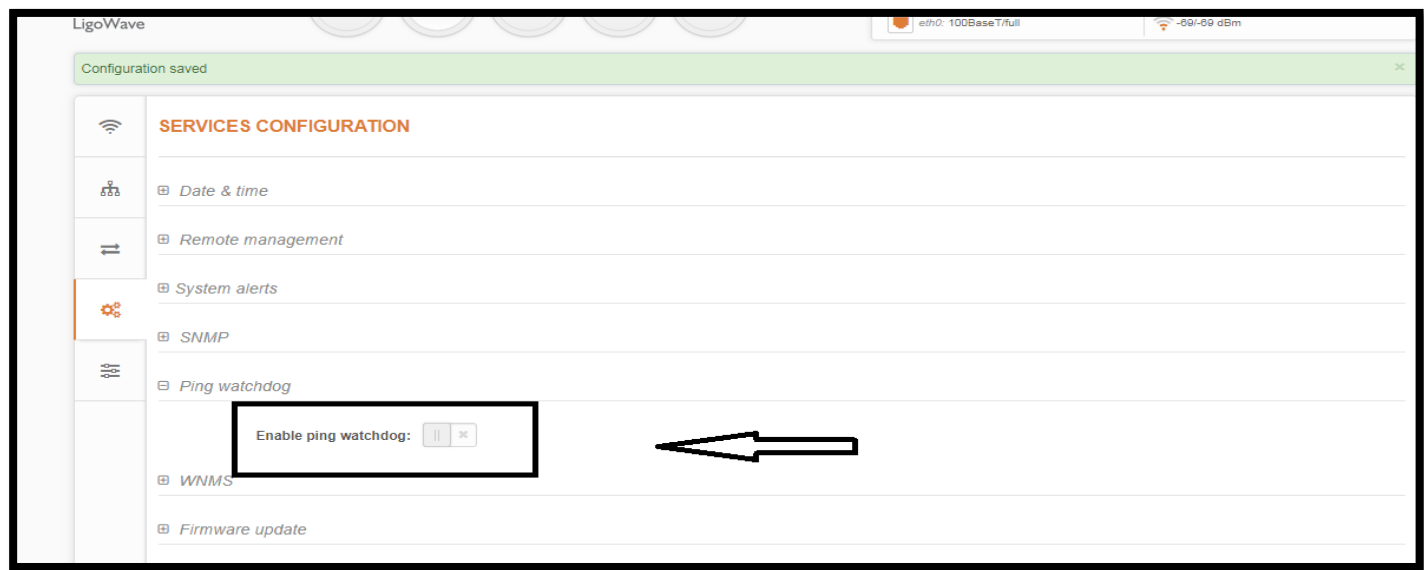 LigoWave
eth0: 100BaseT/full
-69/-69 dBm
Configuration saved
SERVICES CONFIGURATION
Date & time
Remote management
System alerts
SNMP
Ping watchdog
Enable ping watchdog:
WNMS
Firmware update